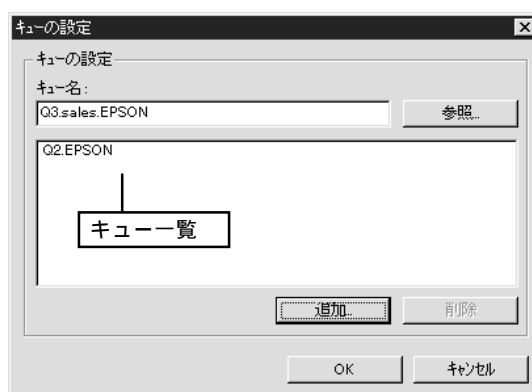 キューの設定
キューの設定
キュー名:
Q3.sales.EPSON
参照...
Q2.EPSON
キュー一覧
追加...
削除
OK
キャンセル